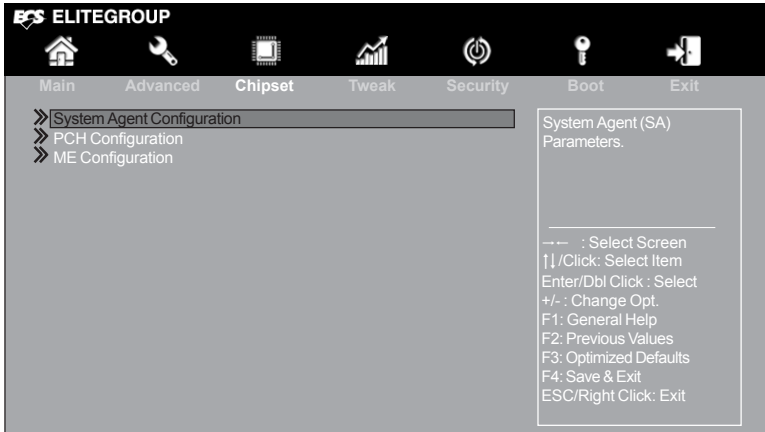 ECS ELITEGROUP
Main Advanced Chipset Tweak Security Boot Exit
System Agent Configuration
PCH Configuration
ME Configuration
System Agent (SA)
Parameters.
→← : Select Screen
↑↓/Click: Select Item
Enter/Dbl Click : Select
+/- : Change Opt.
F1: General Help
F2: Previous Values
F3: Optimized Defaults
F4: Save & Exit
ESC/Right Click: Exit